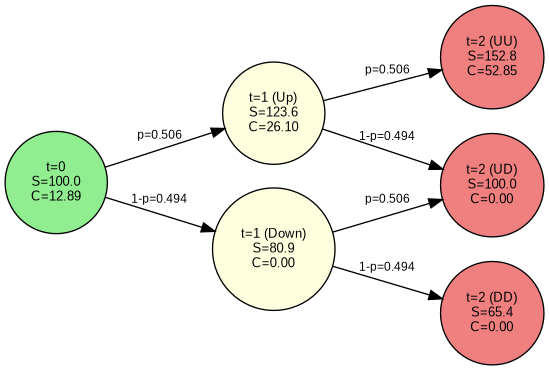 t=0
S=100.0
C=12.89
p=0.506
1-p=0.494
t=1 (Up)
S=123.6
C=26.10
t=1 (Down)
S=80.9
C=0.00
p=0.506
1-p=0.494
p=0.506
1-p=0.494
t=2 (UU)
S=152.8
C=52.85
t=2 (UD)
S=100.0
C=0.00
t=2 (DD)
S=65.4
C=0.00